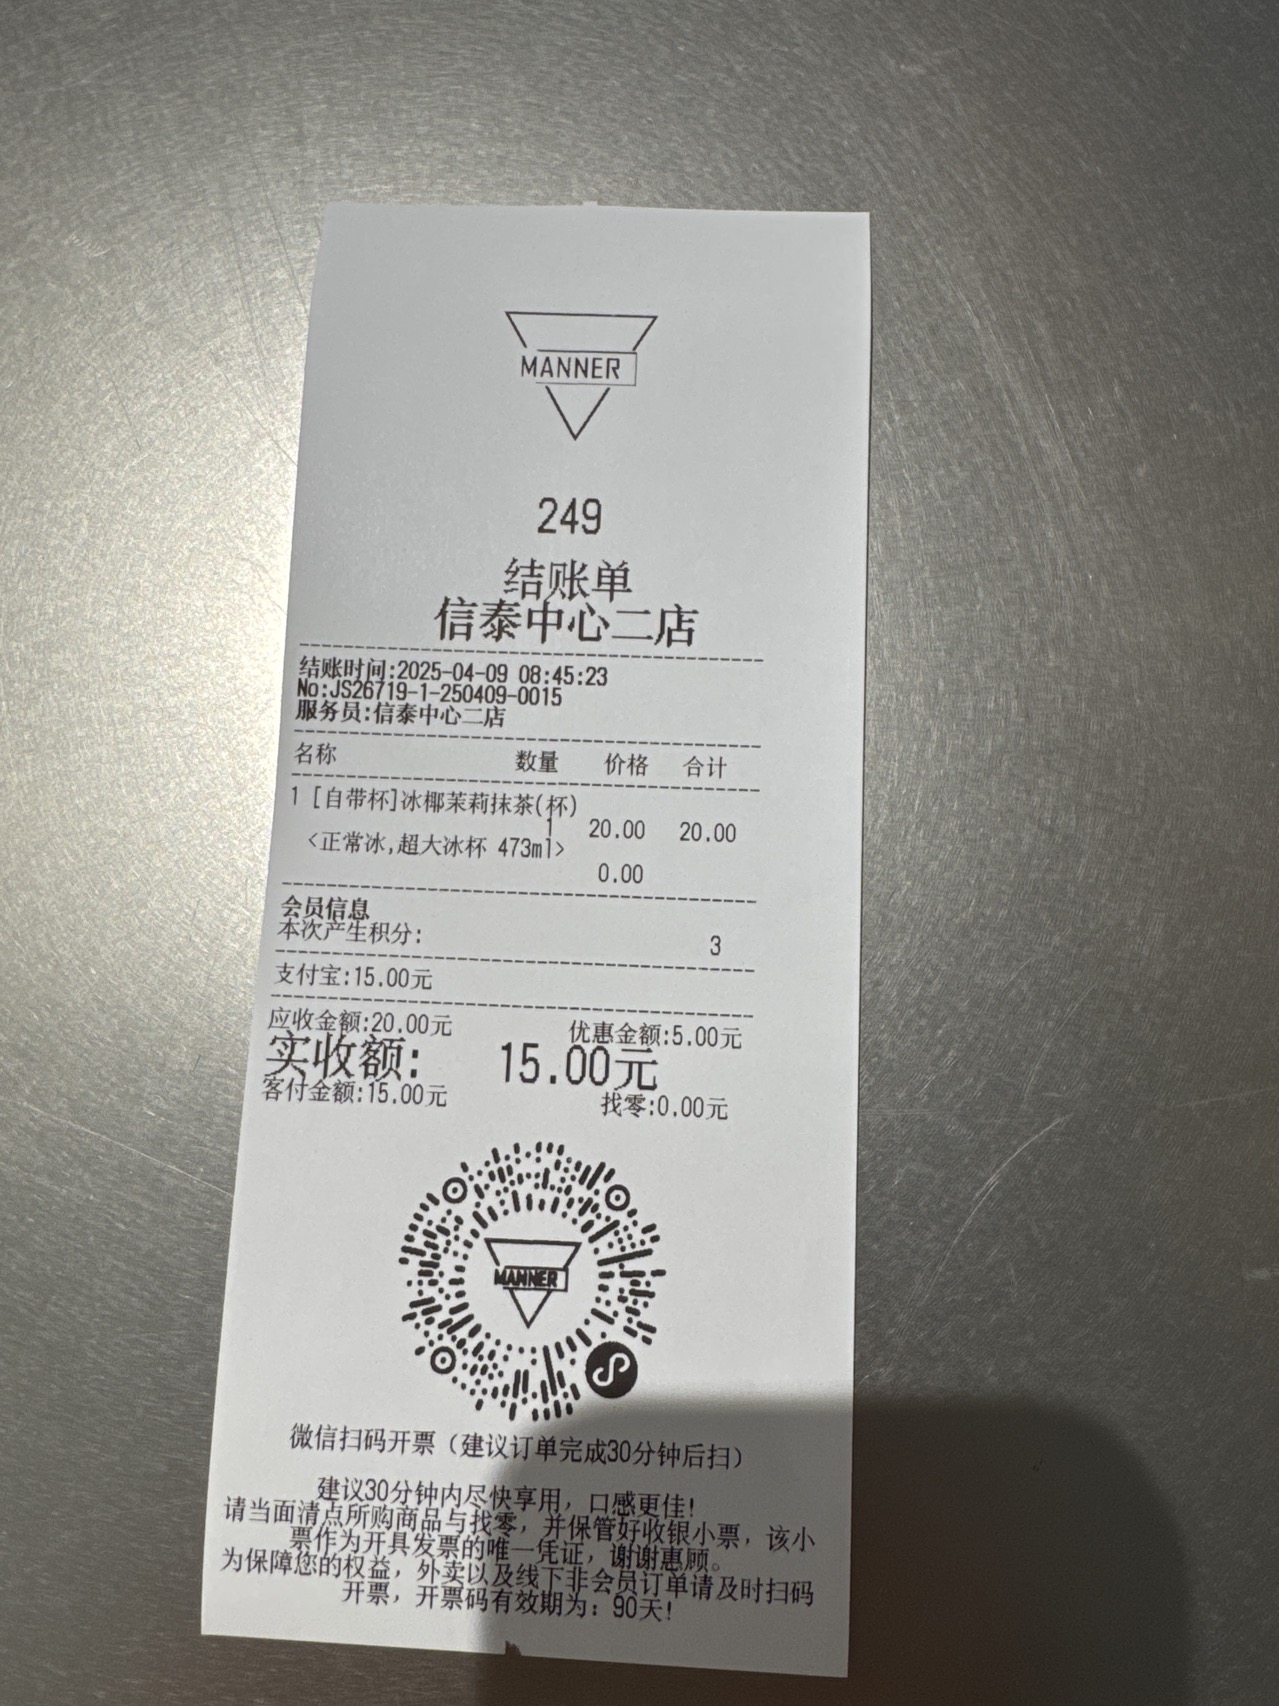 MANNER
249
结账单
信泰中心二店
结账时间:2025-04-09 08:45:23
No:JS26719-1-250409-0015
服务员:信泰中心二店
名称 数量 价格 合计
1 [自带杯]冰椰茉莉抹茶(杯)
1 20.00 20.00
<正常冰,超大冰杯 473ml>
0.00
会员信息
本次产生积分: 3
支付宝:15.00元
应收金额:20.00元 优惠金额:5.00元
实收额: 15.00元
客付金额:15.00元 找零:0.00元
MANNER
微信扫码开票（建议订单完成30分钟后扫）
建议30分钟内尽快享用，口感更佳!
请当面清点所购商品与找零，并保管好收银小票，该小
票作为开具发票的唯一凭证，谢谢惠顾。
为保障您的权益，外卖以及线下非会员订单请及时扫码
开票，开票码有效期为：90天!